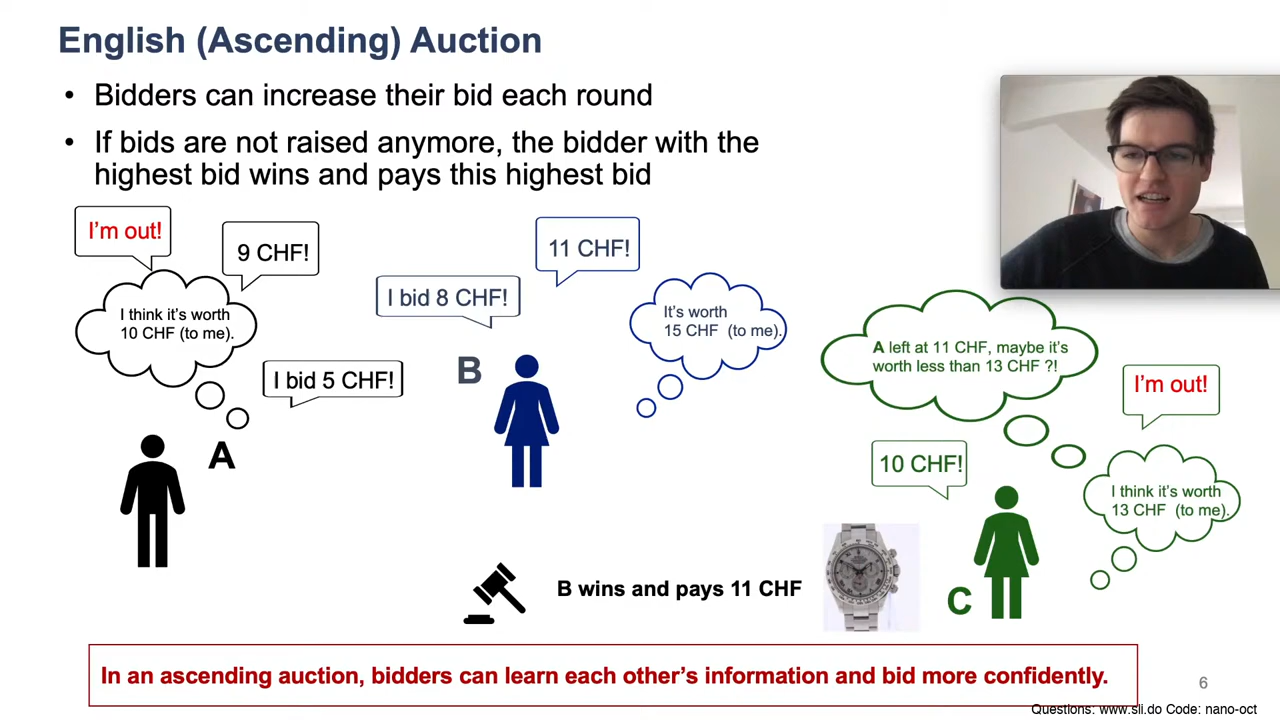 English (Ascending) Auction
• Bidders can increase their bid each round
• If bids are not raised anymore, the bidder with the
highest bid wins and pays this highest bid
I'm out!
9 CHF!
I think it's worth
10 CHF (to me).
I bid 5 CHF!
A
11 CHF!
I bid 8 CHF!
It's worth
15 CHF (to me).
B
A left at 11 CHF, maybe it's
worth less than 13 CHF ?!
I'm out!
10 CHF!
I think it's worth
13 CHF (to me).
C
B wins and pays 11 CHF
In an ascending auction, bidders can learn each other's information and bid more confidently.
6
Questions: www.sli.do Code: nano-oct